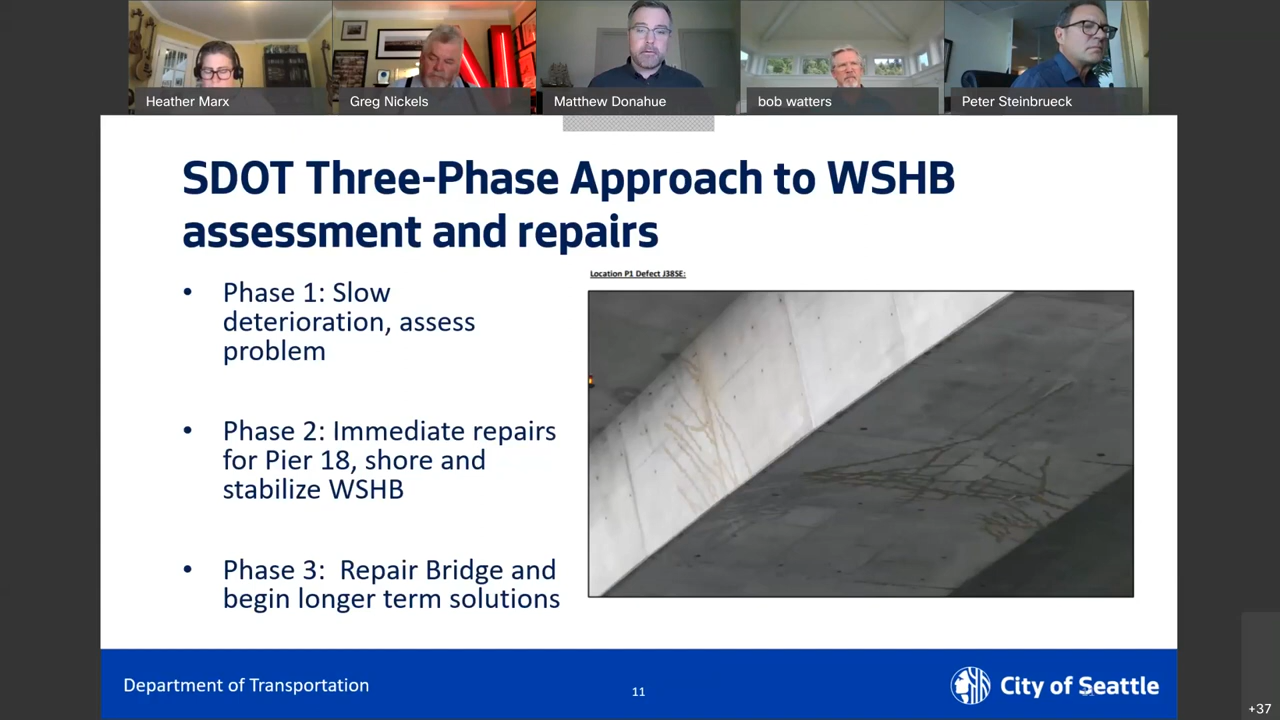 Heather Marx
Greg Nickels
Matthew Donahue
bob watters
Peter Steinbrueck
SDOT Three-Phase Approach to WSHB
assessment and repairs
Location P1 Defect J38SE:
• Phase 1: Slow
deterioration, assess
problem
• Phase 2: Immediate repairs
for Pier 18, shore and
stabilize WSHB
• Phase 3: Repair Bridge and
begin longer term solutions
Department of Transportation
11
City of Seattle
+37